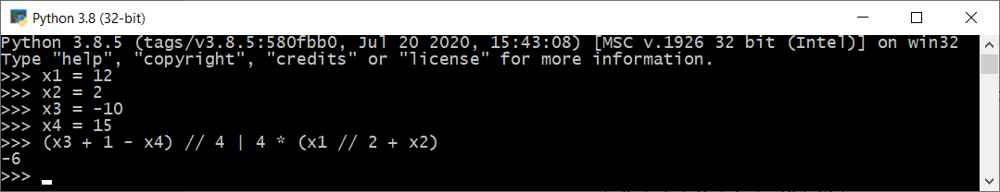 Python 3.8 (32-bit)
Python 3.8.5 (tags/v3.8.5:580fbb0, Jul 20 2020, 15:43:08) [MSC v.1926 32 bit (Intel)] on win32
Type "help", "copyright", "credits" or "license" for more information.
>>> x1 = 12
>>> x2 = 2
>>> x3 = -10
>>> x4 = 15
>>> (x3 + 1 - x4) // 4 | 4 * (x1 // 2 + x2)
-6
>>>